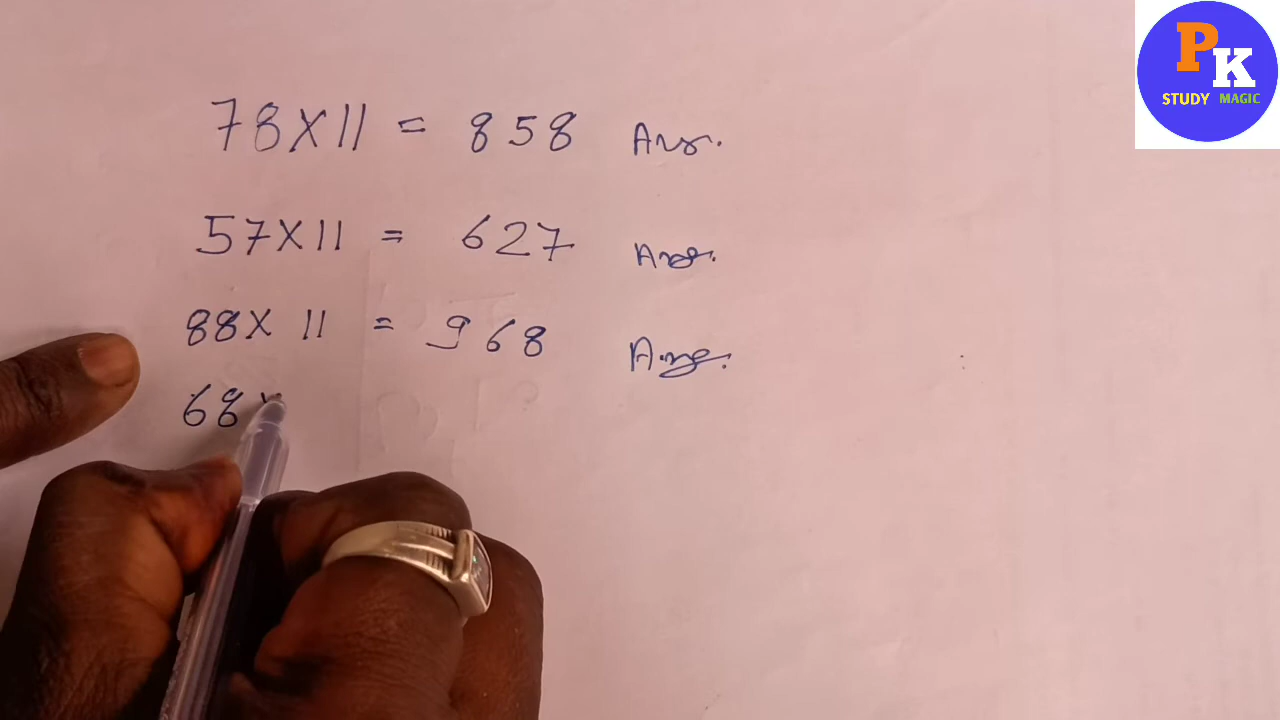 78X11 = 858 Ans.
57X11 = 627 Ans.
88X 11 = 968 Ans.
68 X
PK
STUDY MAGIC